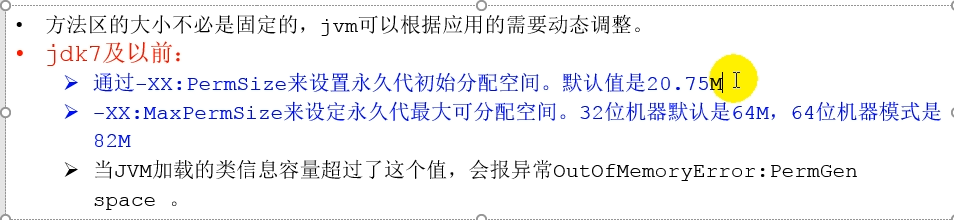 • 方法区的大小不必是固定的，jvm可以根据应用的需要动态调整。
• jdk7及以前：
➢ 通过-XX:PermSize来设置永久代初始分配空间。默认值是20.75M
➢ -XX:MaxPermSize来设定永久代最大可分配空间。32位机器默认是64M，64位机器模式是
82M
➢ 当JVM加载的类信息容量超过了这个值，会报异常OutOfMemoryError:PermGen
space 。